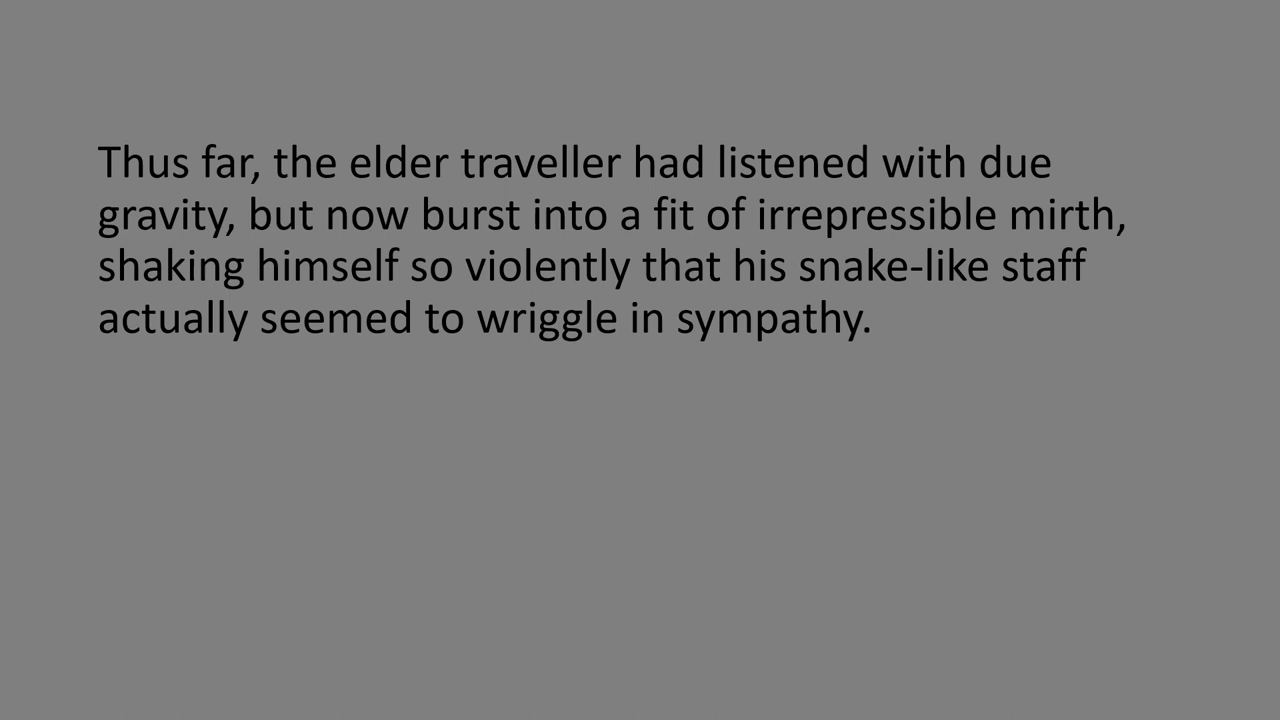 Thus far, the elder traveller had listened with due
gravity, but now burst into a fit of irrepressible mirth,
shaking himself so violently that his snake-like staff
actually seemed to wriggle in sympathy.